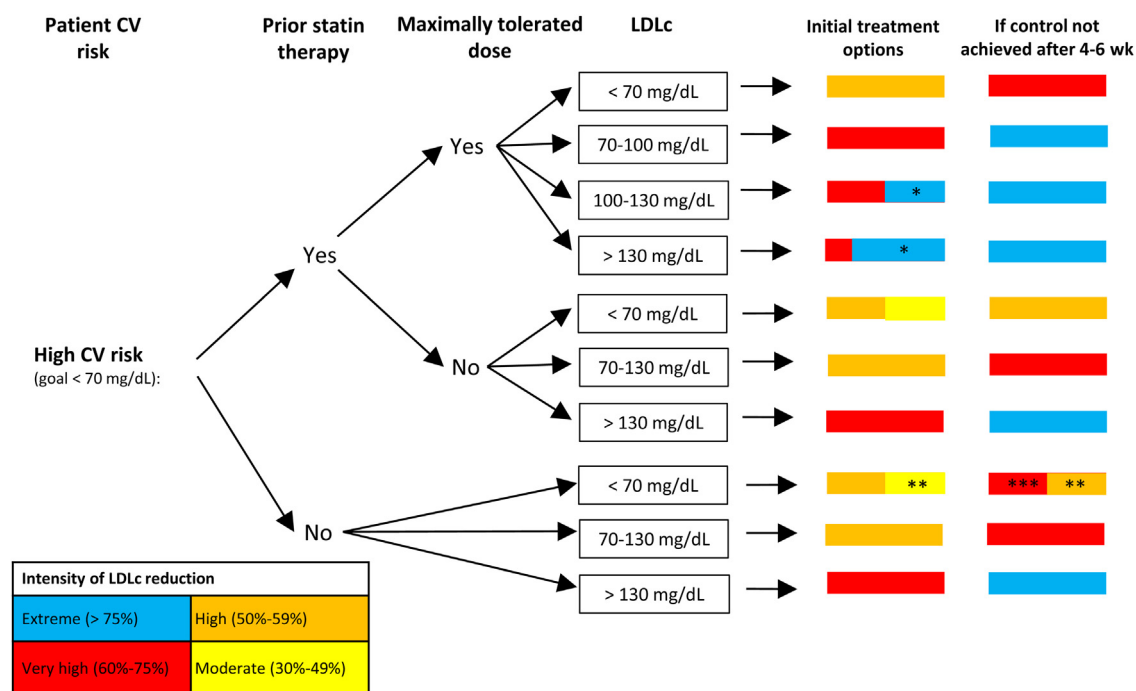 Patient CV
risk
Prior statin
therapy
Maximally tolerated
dose
LDLc
Initial treatment
options
If control not
achieved after 4-6 wk
Yes
< 70 mg/dL
70-100 mg/dL
100-130 mg/dL
*
> 130 mg/dL
*
Yes
< 70 mg/dL
High CV risk
(goal < 70 mg/dL):
No
70-130 mg/dL
> 130 mg/dL
< 70 mg/dL
**
***
**
No
70-130 mg/dL
> 130 mg/dL
Intensity of LDLc reduction
Extreme (> 75%)
High (50%-59%)
Very high (60%-75%)
Moderate (30%-49%)